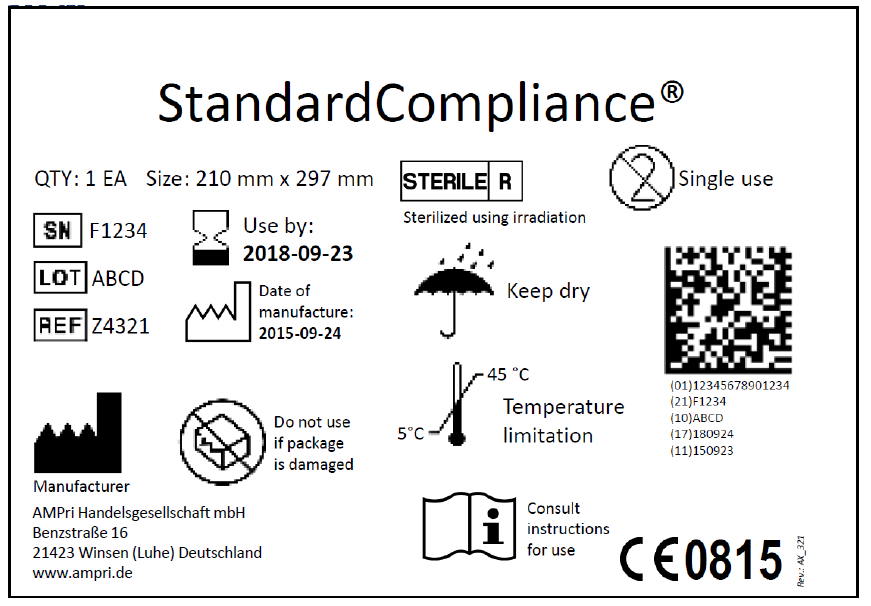 StandardCompliance®
QTY: 1 EA Size: 210 mm x 297 mm
STERILE R
Sterilized using irradiation
2 Single use
SN F1234
LOT ABCD
REF Z4321
Use by:
2018-09-23
Date of
manufacture:
2015-09-24
Keep dry
(01)12345678901234
(21)F1234
(10)ABCD
(17)180924
(11)150923
45 °C
5°C
Temperature
limitation
Do not use
if package
is damaged
Manufacturer
AMPri Handelsgesellschaft mbH
Benzstraße 16
21423 Winsen (Luhe) Deutschland
www.ampri.de
i
Consult
instructions
for use
CE0815
Rev.: AX_321